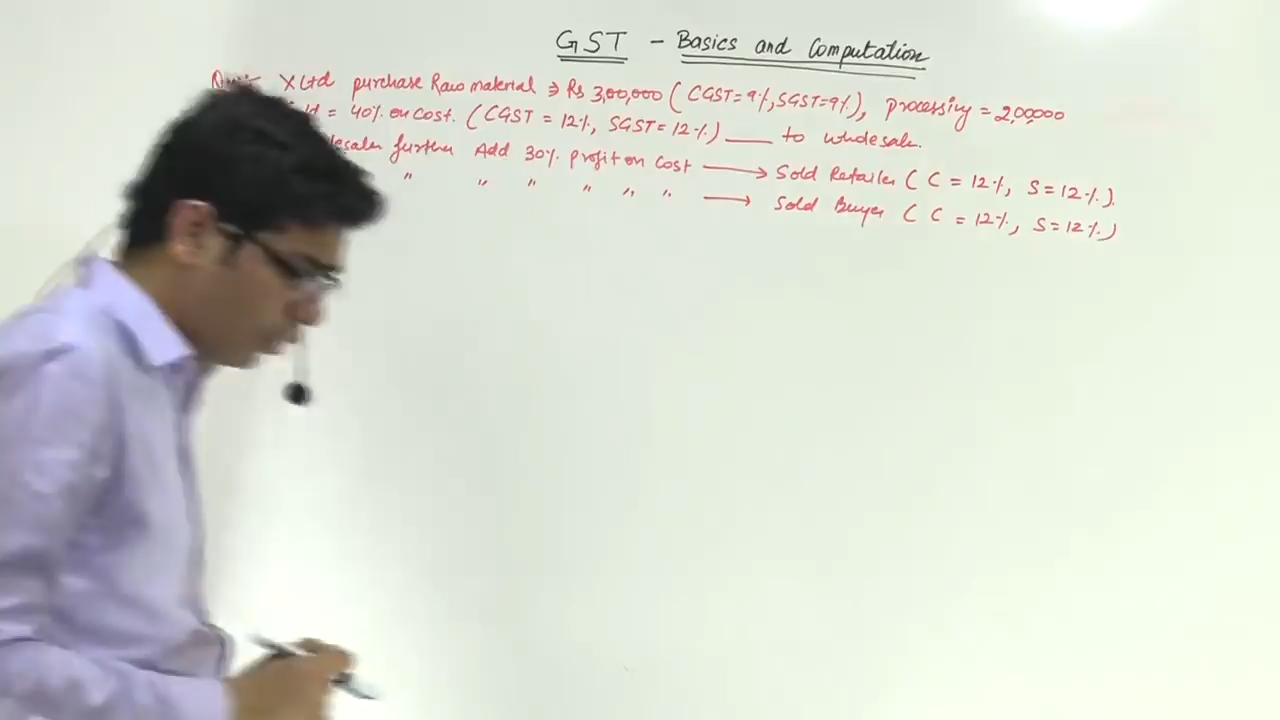 GST - Basics and Computation
X Ltd purchase Raw material ⇒ Rs 3,00,000 ( CGST = 9%, SGST = 9% ), processing = 2,00,000
= 40% on Cost. ( CGST = 12%, SGST = 12% ) ___ to wholesaler.
further Add 30% profit on Cost → Sold Retailer ( C = 12%, S = 12% ).
" " " " " " → Sold Buyer ( C = 12%, S = 12% )